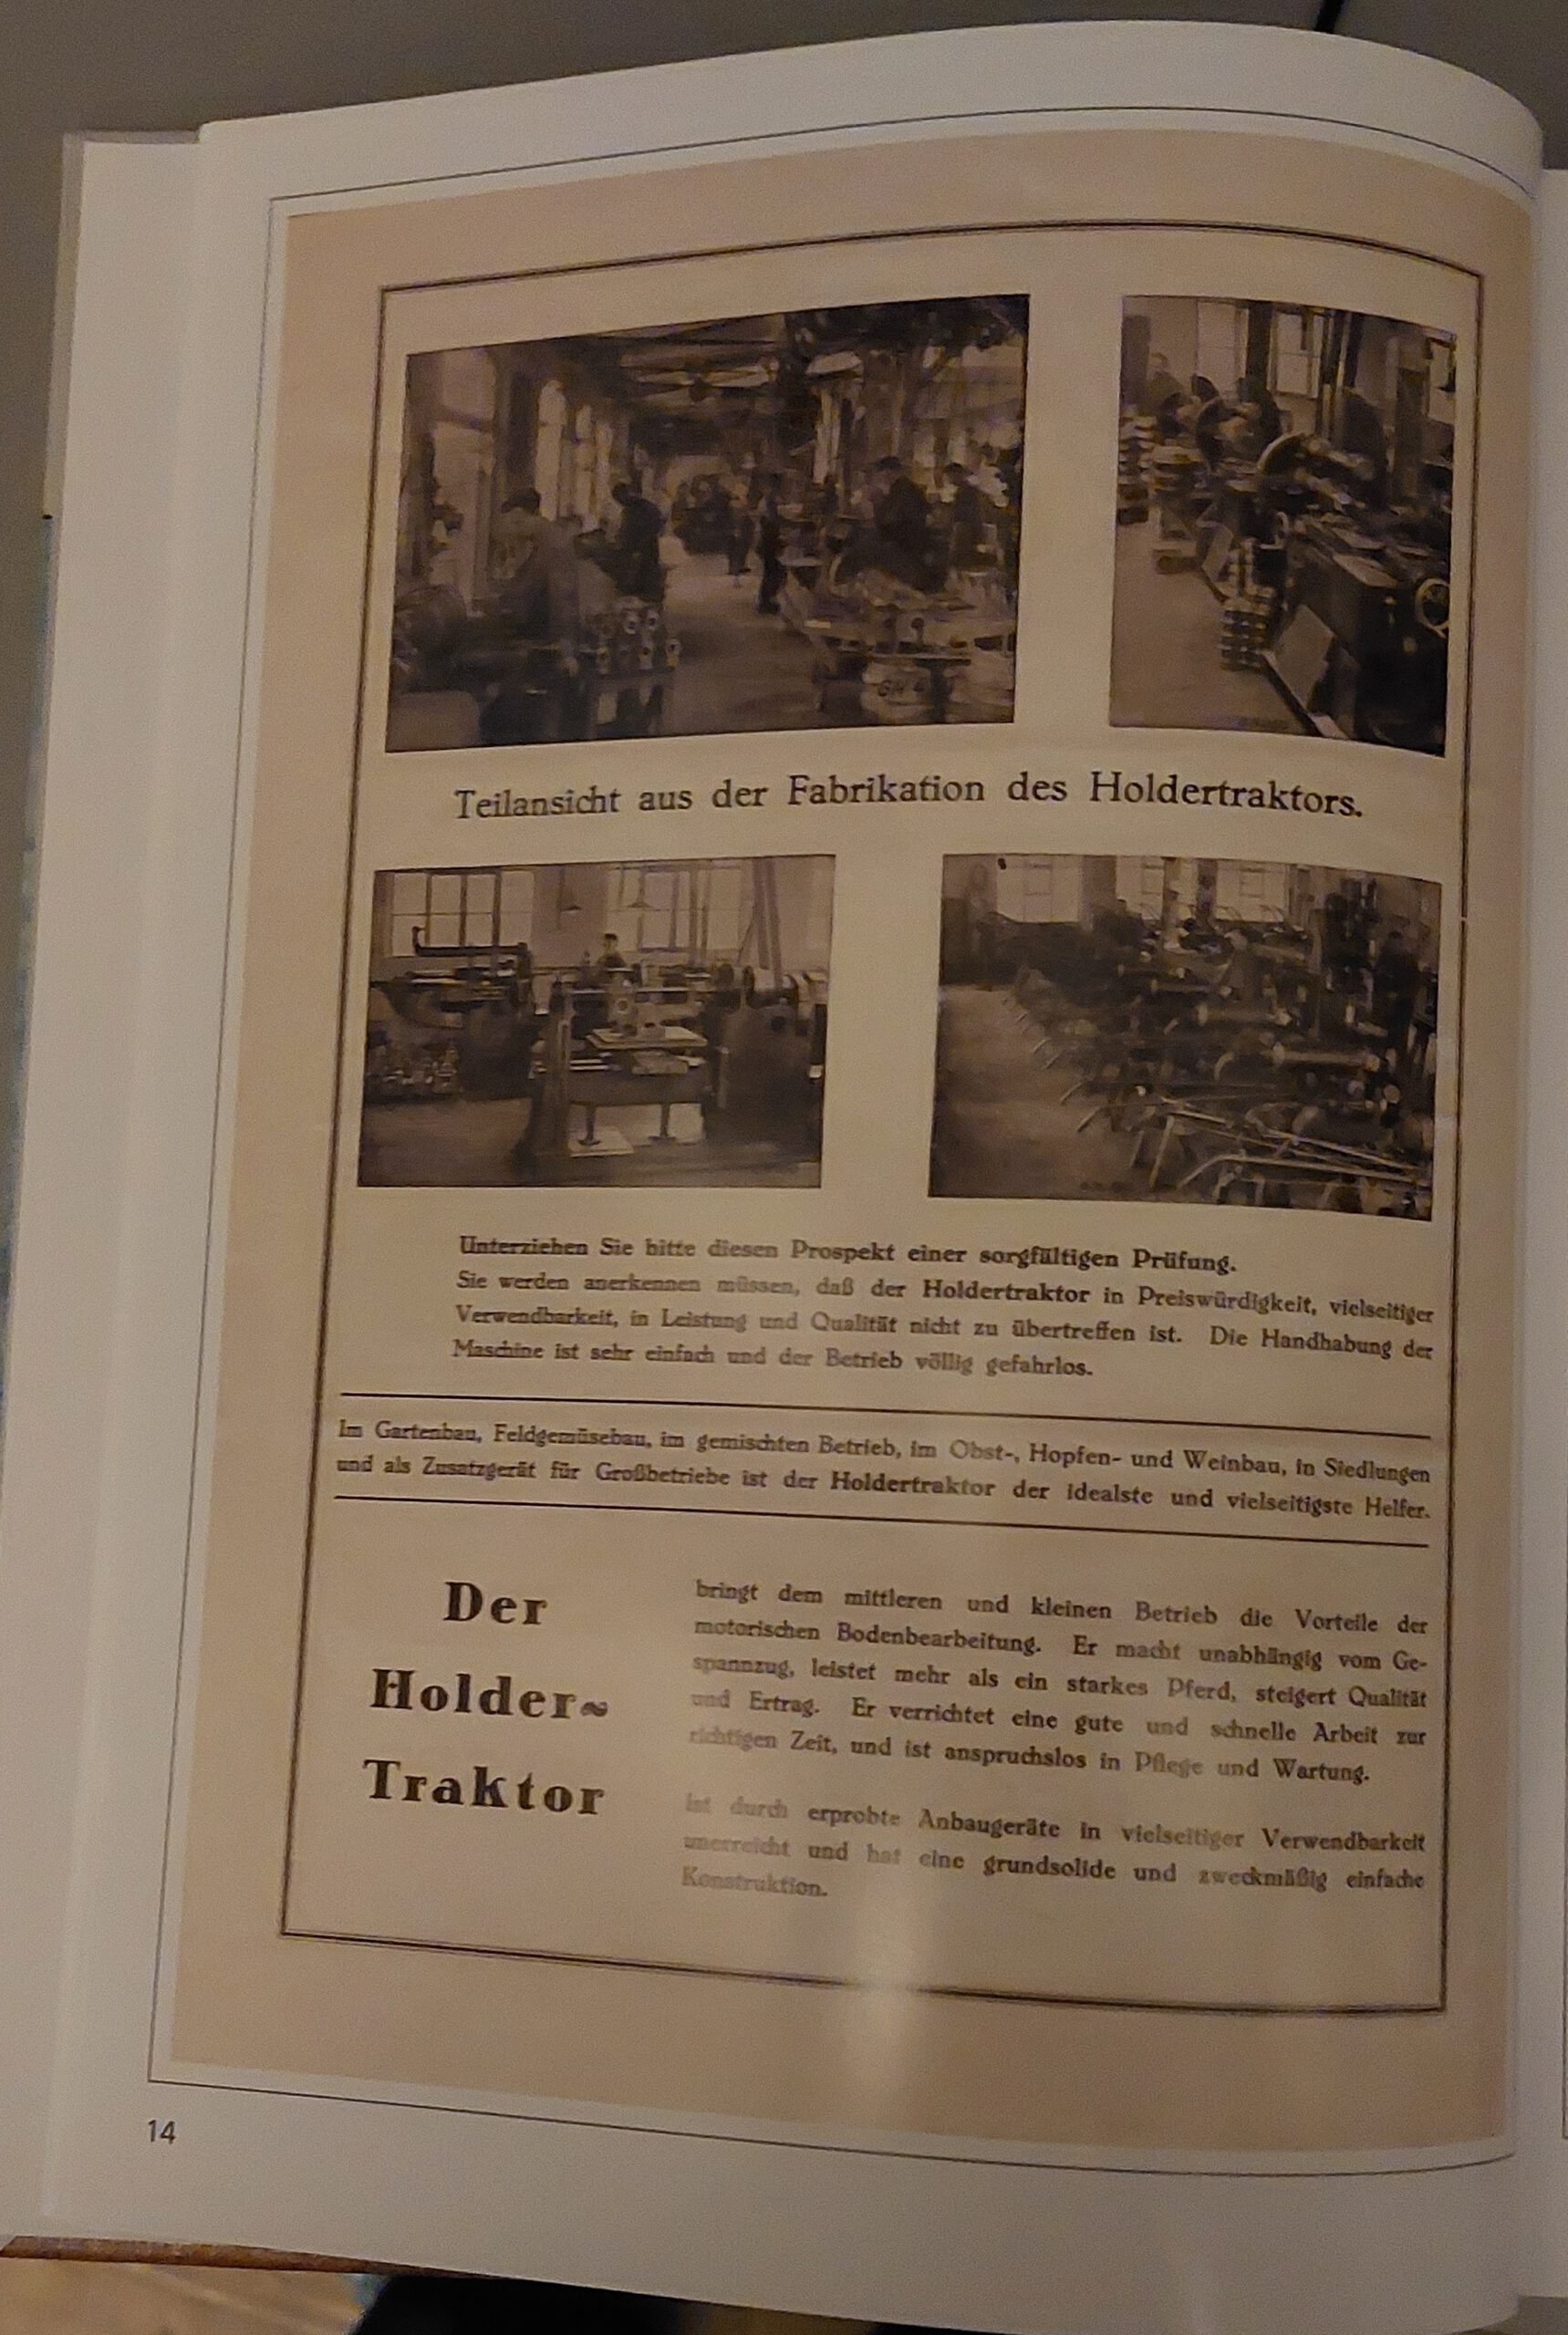 Teilansicht aus der Fabrikation des Holdertraktors.
Unterziehen Sie bitte diesen Prospekt einer sorgfältigen Prüfung.
Sie werden anerkennen müssen, daß der Holdertraktor in Preiswürdigkeit, vielseitiger
Verwendbarkeit, in Leistung und Qualität nicht zu übertreffen ist. Die Handhabung der
Maschine ist sehr einfach und der Betrieb völlig gefahrlos.
Im Gartenbau, Feldgemüsebau, im gemischten Betrieb, im Obst-, Hopfen- und Weinbau, in Siedlungen
und als Zusatzgerät für Großbetriebe ist der Holdertraktor der idealste und vielseitigste Helfer.
Der
Holder-
Traktor
bringt dem mittleren und kleinen Betrieb die Vorteile der
motorischen Bodenbearbeitung. Er macht unabhängig vom Ge-
spannzug, leistet mehr als ein starkes Pferd, steigert Qualität
und Ertrag. Er verrichtet eine gute und schnelle Arbeit zur
richtigen Zeit, und ist anspruchslos in Pflege und Wartung.
ist durch erprobte Anbaugeräte in vielseitiger Verwendbarkeit
unerreicht und hat eine grundsolide und zweckmäßig einfache
Konstruktion.
14